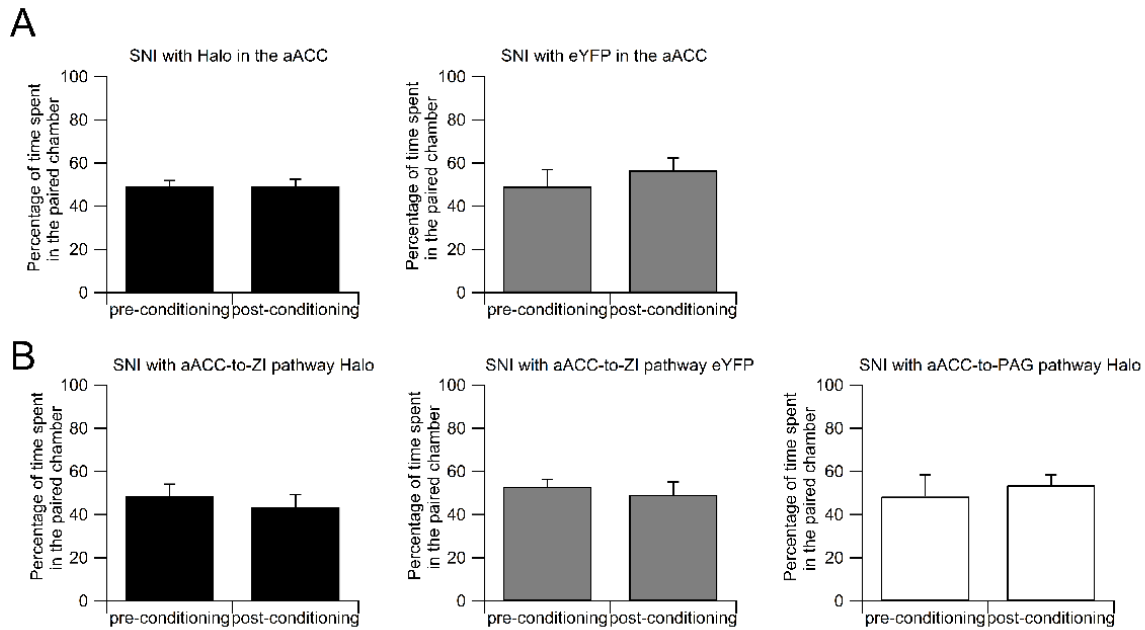 A
SNI with Halo in the aACC
Percentage of time spent
in the paired chamber
100
80
60
40
20
0
pre-conditioning
post-conditioning
SNI with eYFP in the aACC
Percentage of time spent
in the paired chamber
100
80
60
40
20
0
pre-conditioning
post-conditioning
B
SNI with aACC-to-ZI pathway Halo
Percentage of time spent
in the paired chamber
100
80
60
40
20
0
pre-conditioning
post-conditioning
SNI with aACC-to-ZI pathway eYFP
Percentage of time spent
in the paired chamber
100
80
60
40
20
0
pre-conditioning
post-conditioning
SNI with aACC-to-PAG pathway Halo
Percentage of time spent
in the paired chamber
100
80
60
40
20
0
pre-conditioning
post-conditioning